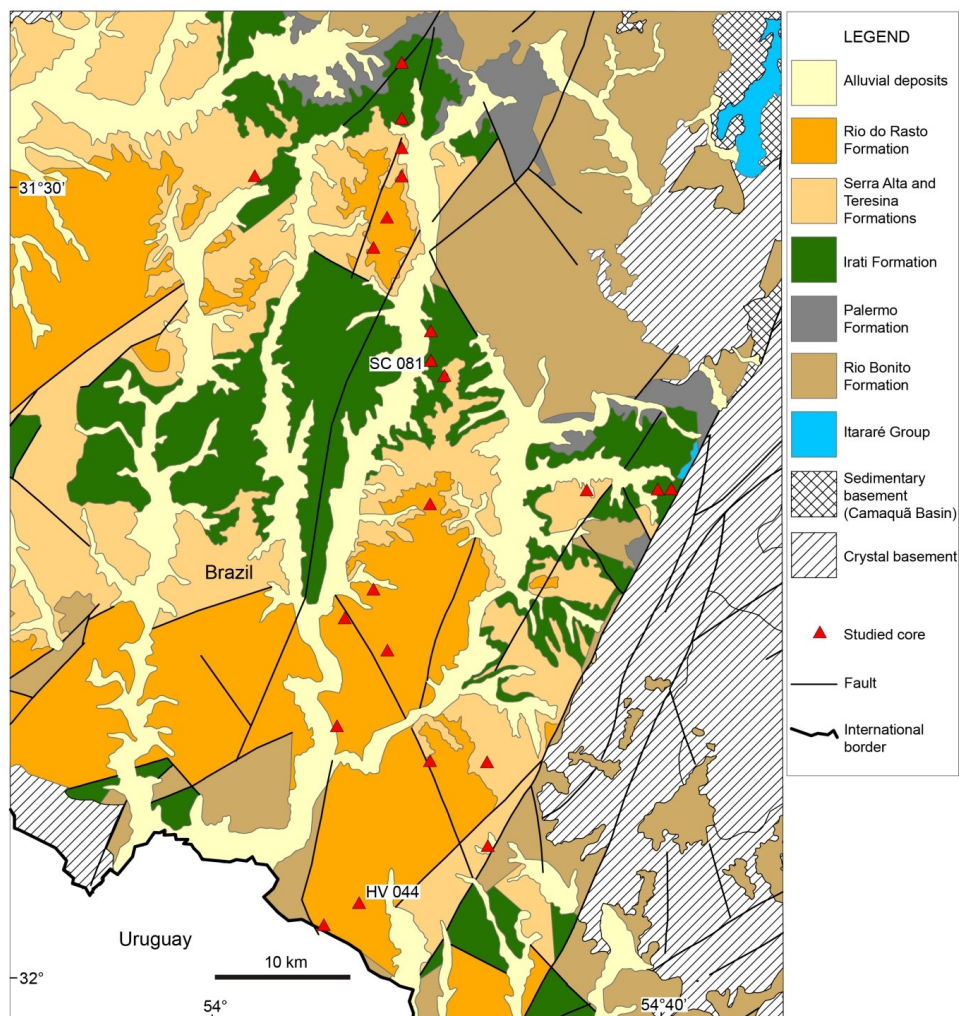 31°30'
SC 081
Brazil
HV 044
Uruguay
10 km
32°
54°
54°40'
LEGEND
Alluvial deposits
Rio do Rasto
Formation
Serra Alta and
Teresina
Formations
Irati Formation
Palermo
Formation
Rio Bonito
Formation
Itararé Group
Sedimentary
basement
(Camaquã Basin)
Crystal basement
Studied core
Fault
International
border